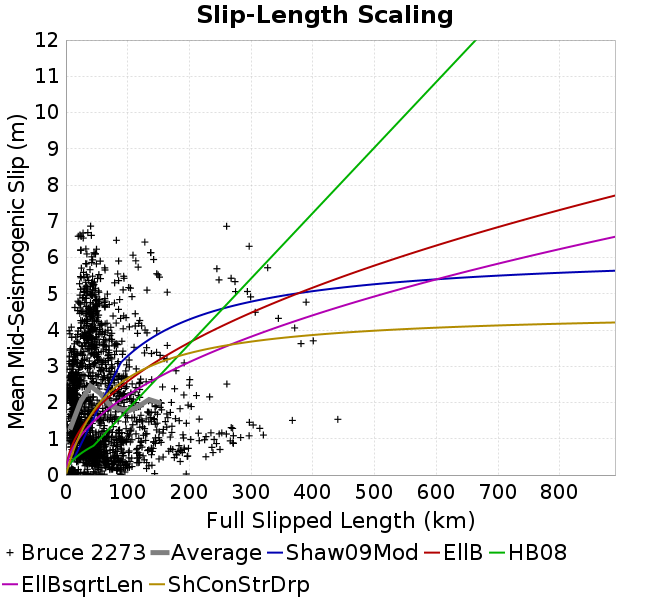 Slip-Length Scaling
Mean Mid-Seismogenic Slip (m)
12
11
10
9
8
7
6
5
4
3
2
1
0
0 100 200 300 400 500 600 700 800
Full Slipped Length (km)
Bruce 2273 Average Shaw09Mod EllB HB08
EllBsqrtLen ShConStrDrp